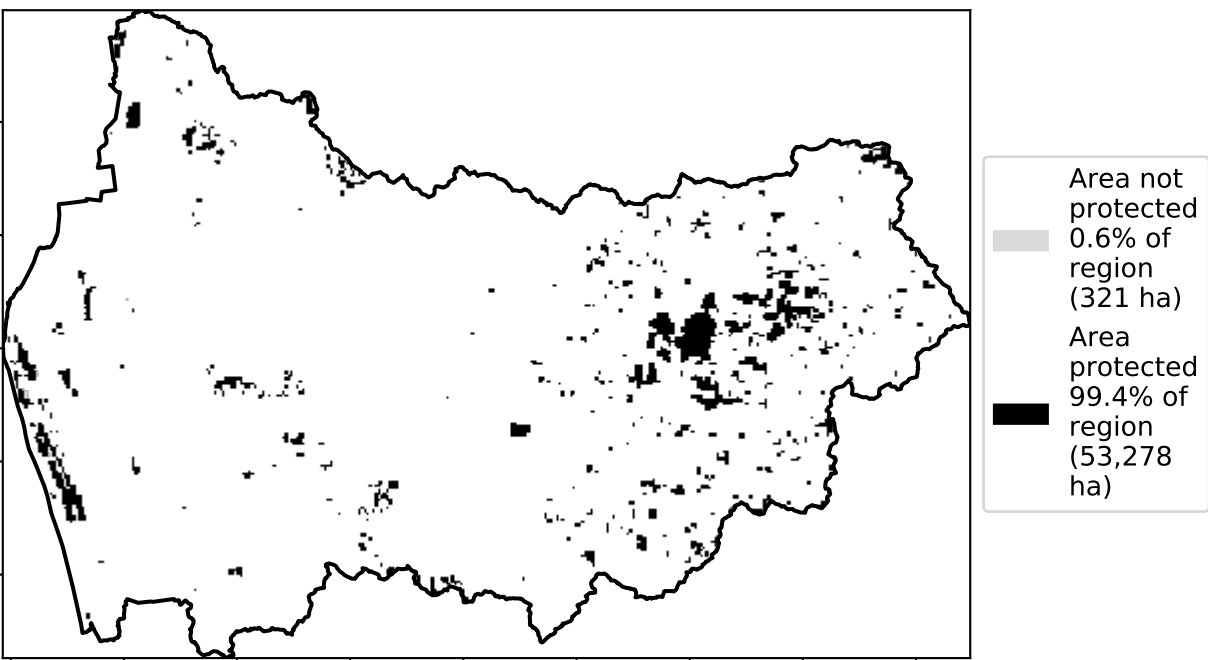 Area not
protected
0.6% of
region
(321 ha)
Area
protected
99.4% of
region
(53,278
ha)